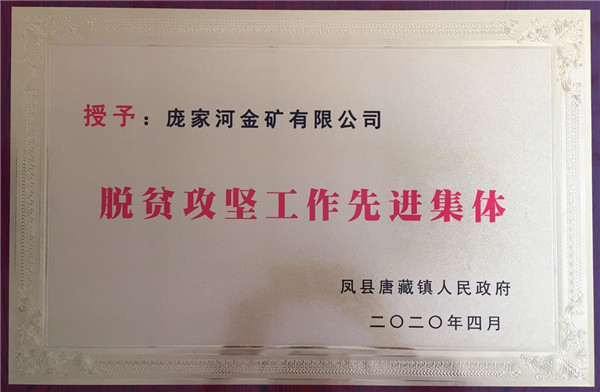 授予：庞家河金矿有限公司
脱贫攻坚工作先进集体
凤县唐藏镇人民政府
二〇二〇年四月